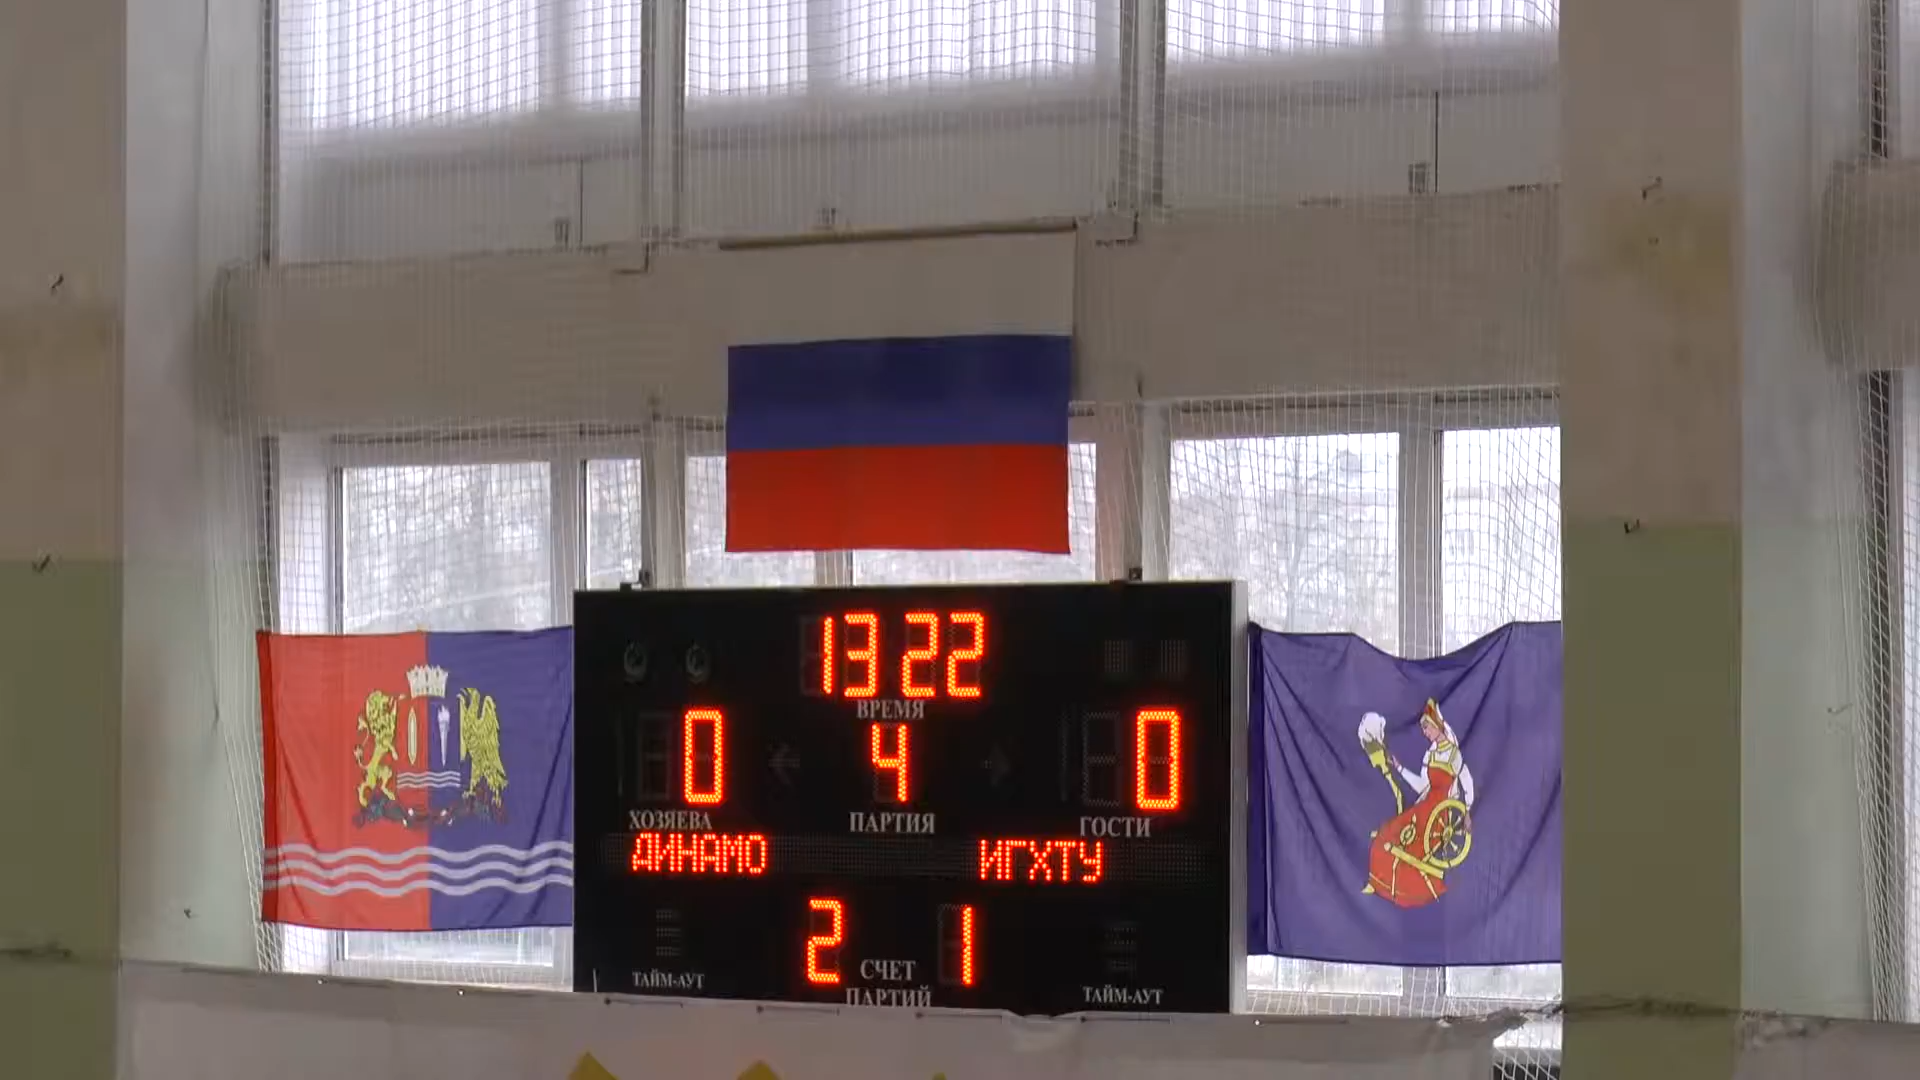 13 22
ВРЕМЯ
0 4 0
ХОЗЯЕВА ПАРТИЯ ГОСТИ
ДИНАМО ИГХТУ
2 1
СЧЕТ
ПАРТИЙ
ТАЙМ-АУТ ТАЙМ-АУТ